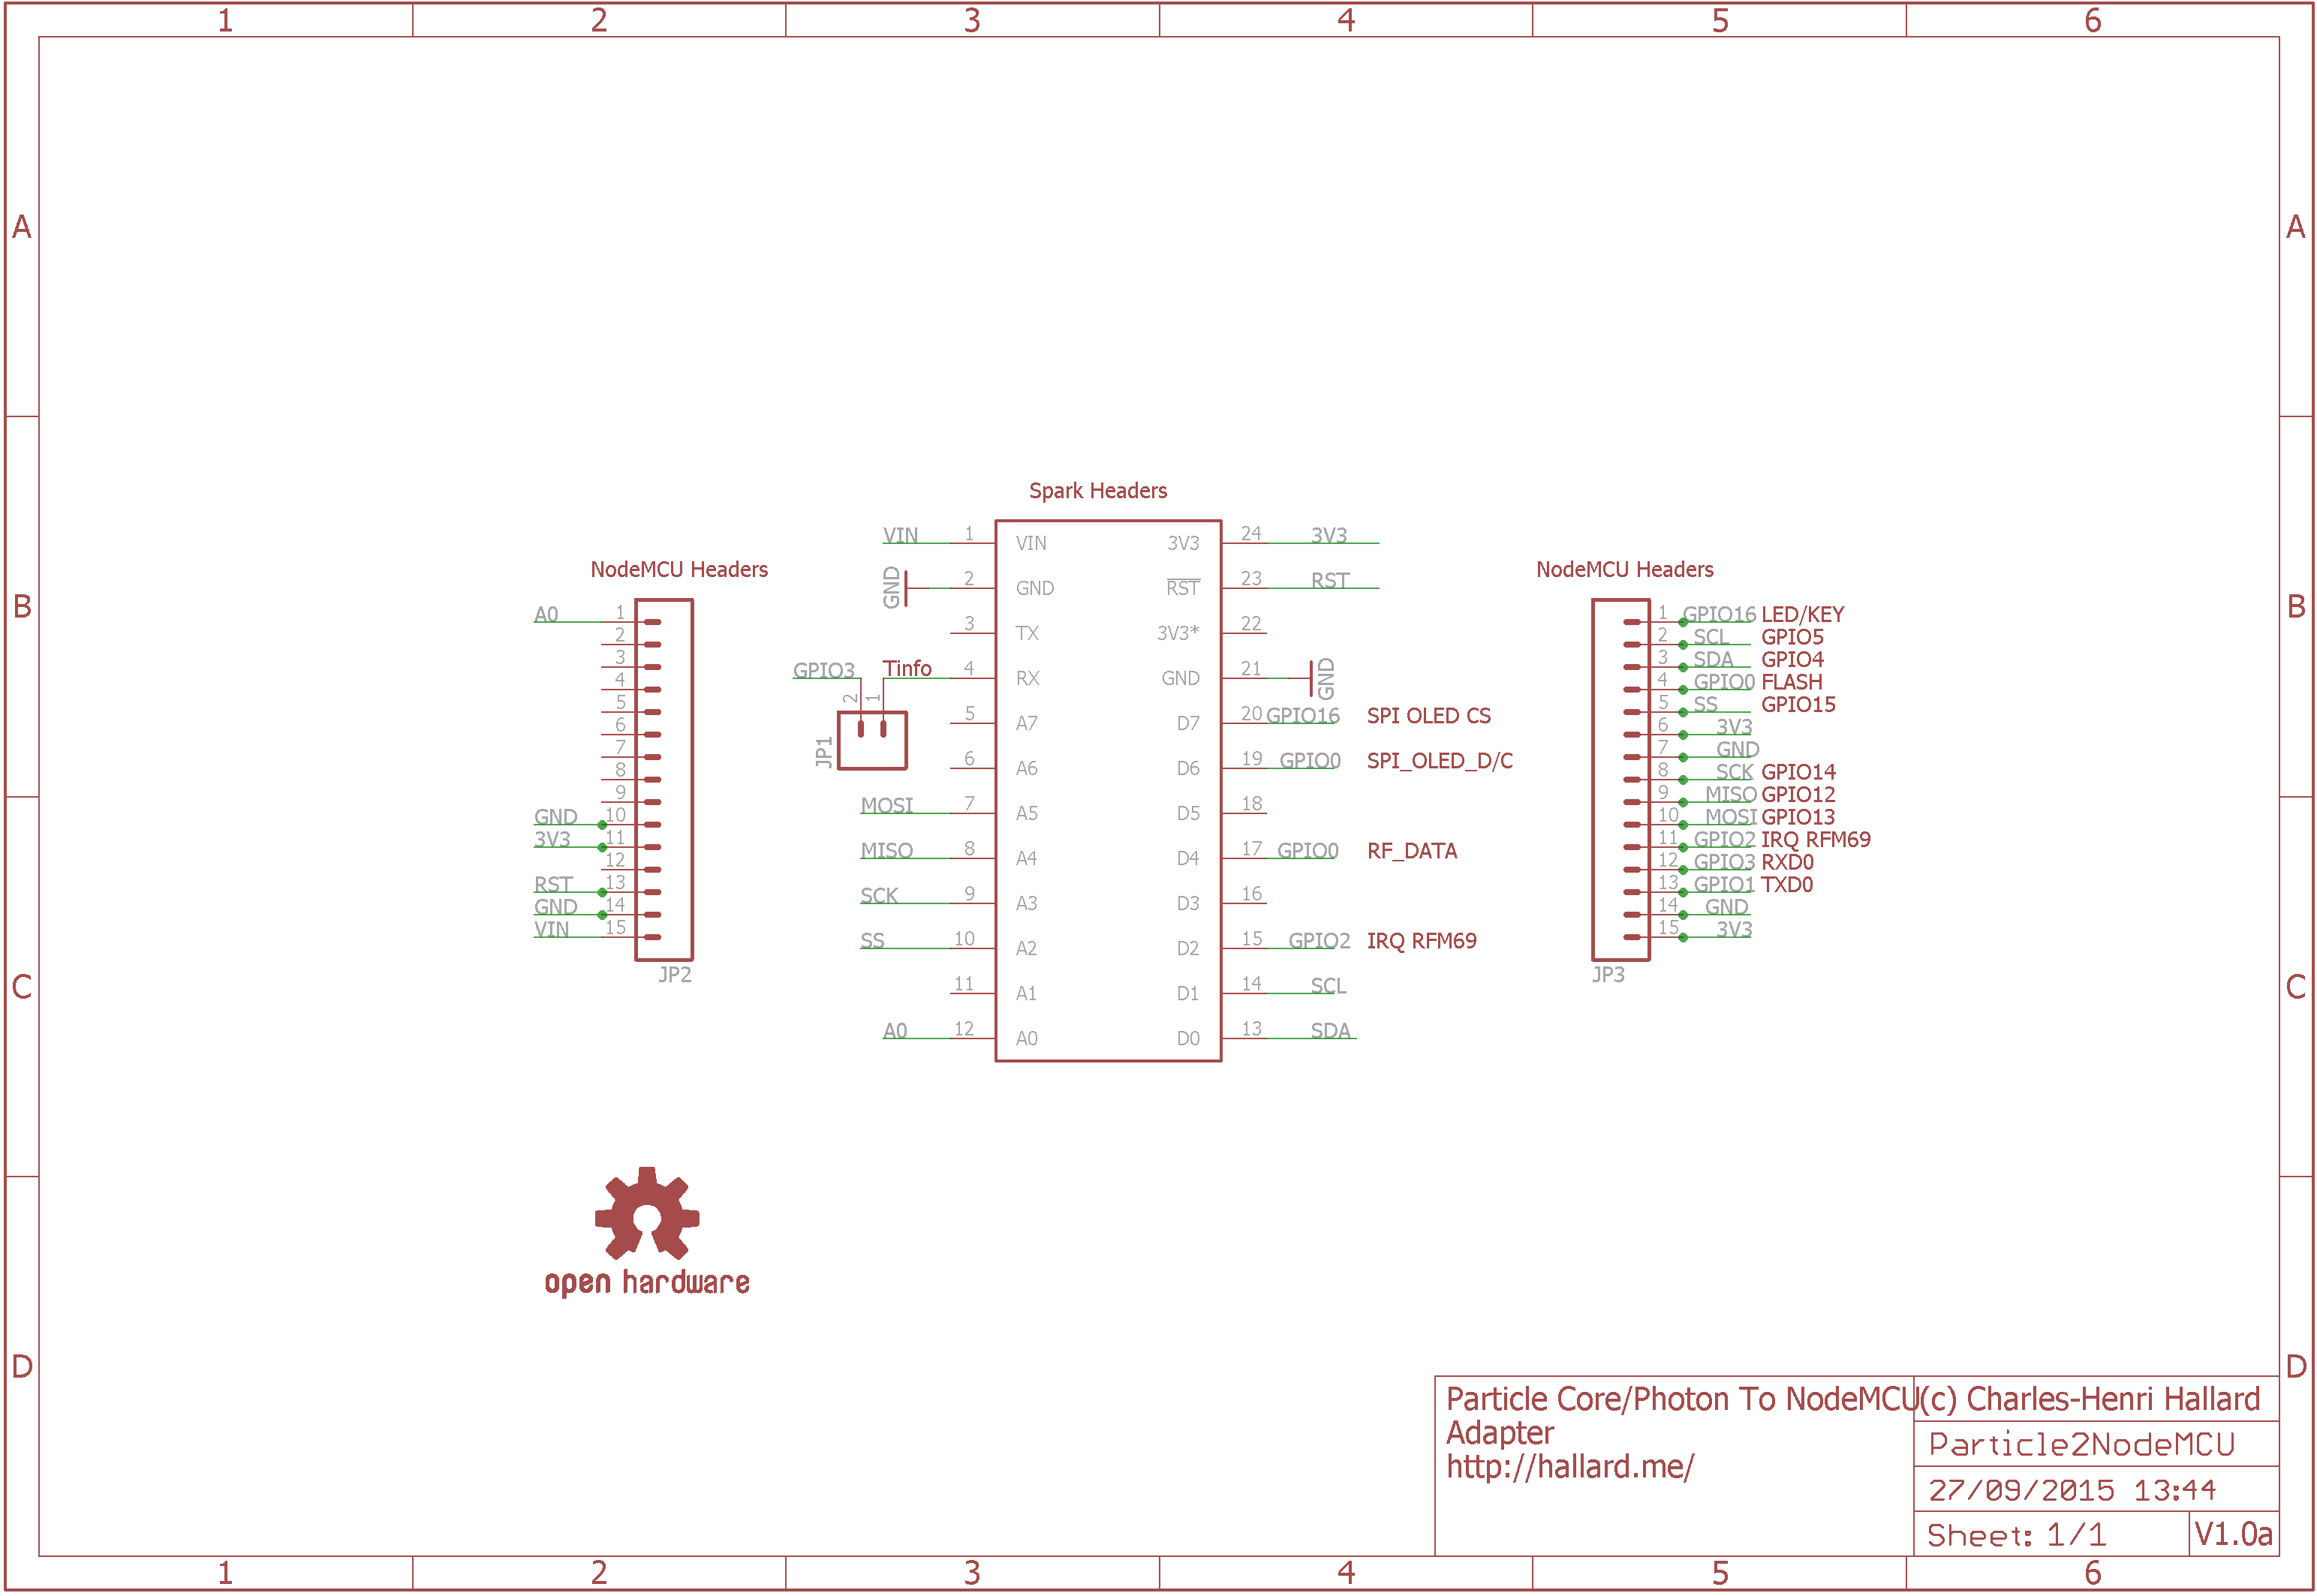 1 2 3 4 5 6
A A
B B
C C
D D
Spark Headers
VIN 1 VIN 3V3 24 3V3
GND 2 GND RST 23 RST
3 TX 3V3* 22
GPIO3 Tinfo 4 RX GND 21 GND
2 1
JP1
5 A7 D7 20 GPIO16 SPI OLED CS
6 A6 D6 19 GPIO0 SPI_OLED_D/C
MOSI 7 A5 D5 18
MISO 8 A4 D4 17 GPIO0 RF_DATA
SCK 9 A3 D3 16
SS 10 A2 D2 15 GPIO2 IRQ RFM69
11 A1 D1 14 SCL
A0 12 A0 D0 13 SDA
NodeMCU Headers
A0 1
2
3
4
5
6
7
8
9
GND 10
3V3 11
12
RST 13
GND 14
VIN 15
JP2
NodeMCU Headers
1 GPIO16 LED/KEY
2 SCL GPIO5
3 SDA GPIO4
4 GPIO0 FLASH
5 SS GPIO15
6 3V3
7 GND
8 SCK GPIO14
9 MISO GPIO12
10 MOSI GPIO13
11 GPIO2 IRQ RFM69
12 GPIO3 RXD0
13 GPIO1 TXD0
14 GND
15 3V3
JP3
open hardware
Particle Core/Photon To NodeMCU
Adapter
http://hallard.me/
(c) Charles-Henri Hallard
Particle2NodeMCU
27/09/2015 13:44
Sheet: 1/1 V1.0a
1 2 3 4 5 6